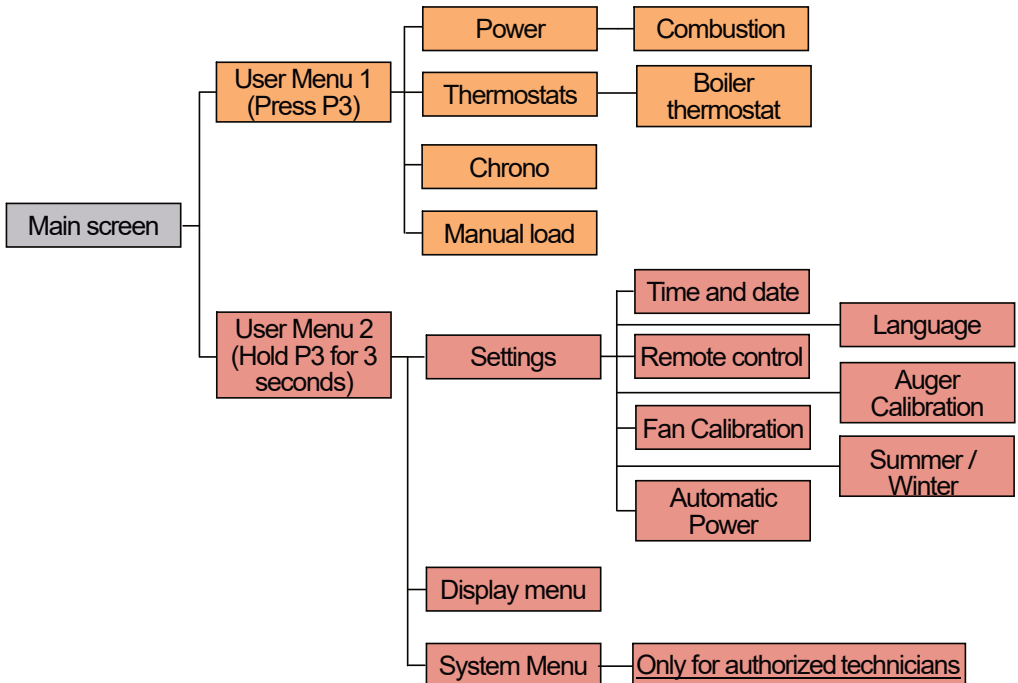 Main screen
User Menu 1
(Press P3)
Power
Combustion
Thermostats
Boiler
thermostat
Chrono
Manual load
User Menu 2
(Hold P3 for 3
seconds)
Settings
Time and date
Language
Remote control
Auger
Calibration
Fan Calibration
Summer /
Winter
Automatic
Power
Display menu
System Menu
Only for authorized technicians